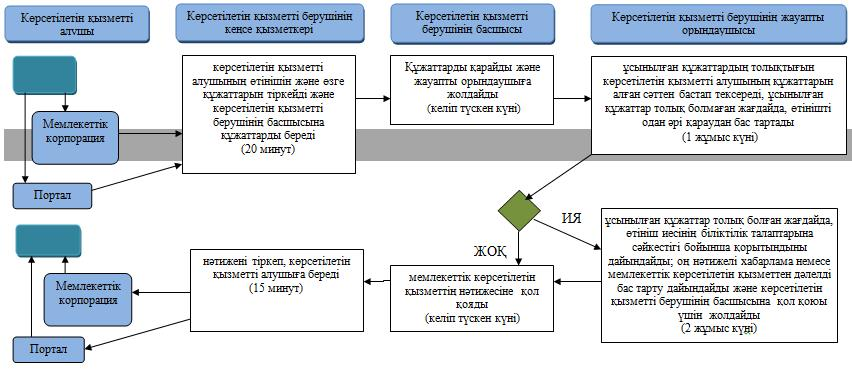 Көрсетілетін қызметті
алушы
Көрсетілетін қызметті берушінің
кеңсе қызметкері
Көрсетілетін қызметті
берушінің басшысы
Көрсетілетін қызметті берушінің жауапты
орындаушысы
Мемлекеттік
корпорация
Портал
көрсетілетін қызметті
алушының өтінішін және өзге
құжаттарын тіркейді және
көрсетілетін қызметті
берушінің басшысына
құжаттарды береді
(20 минут)
Құжаттарды қарайды және
жауапты орындаушыға
жолдайды
(келіп түскен күні)
ұсынылған құжаттардың толықтығын
көрсетілетін қызметті алушының құжаттарын
алған сәттен бастап тексереді, ұсынылған
құжаттар толық болмаған жағдайда, өтінішті
одан әрі қараудан бас тартады
(1 жұмыс күні)
ИЯ
ЖОҚ
ұсынылған құжаттар толық болған жағдайда,
өтініш иесінің біліктілік талаптарына
сәйкестігі бойынша қорытындыны
дайындайды; оң нәтижелі хабарлама немесе
мемлекеттік көрсетілетін қызметтен дәлелді
бас тарту дайындайды және көрсетілетін
қызметті берушінің басшысына қол қоюы
үшін жолдайды
(2 жұмыс күні)
мемлекеттік көрсетілетін
қызметтің нәтижесіне қол
қояды
(келіп түскен күні)
нәтижені тіркеп, көрсетілетін
қызметті алушыға береді
(15 минут)
Мемлекеттік
корпорация
Портал